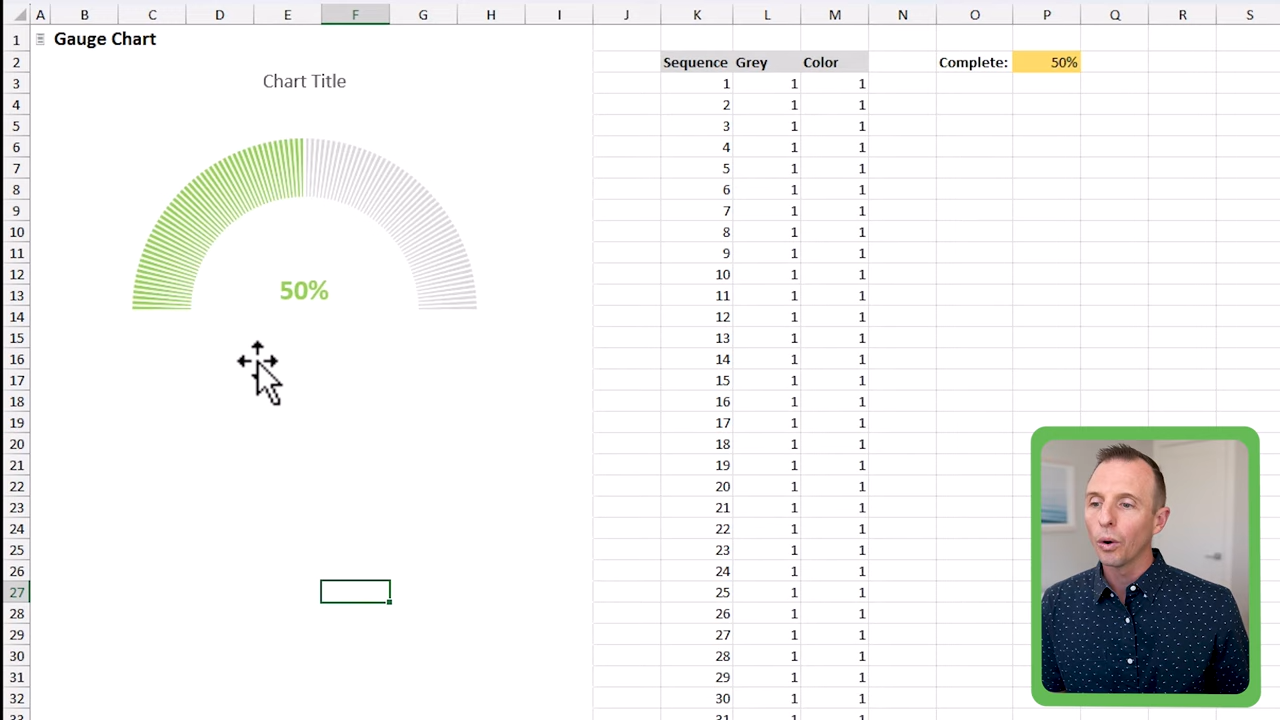 A B C D E F G H I J K L M N O P Q R S
1 Gauge Chart
2 Sequence Grey Color Complete: 50%
Chart Title
3 1 1 1
4 2 1 1
5 3 1 1
6 4 1 1
7 5 1 1
8 6 1 1
9 7 1 1
10 8 1 1
11 9 1 1
12 10 1 1
13 50% 11 1 1
14 12 1 1
15 13 1 1
16 14 1 1
17 15 1 1
18 16 1 1
19 17 1 1
20 18 1 1
21 19 1 1
22 20 1 1
23 21 1 1
24 22 1 1
25 23 1 1
26 24 1 1
27 25 1 1
28 26 1 1
29 27 1 1
30 28 1 1
31 29 1 1
32 30 1 1
33 31 1 1